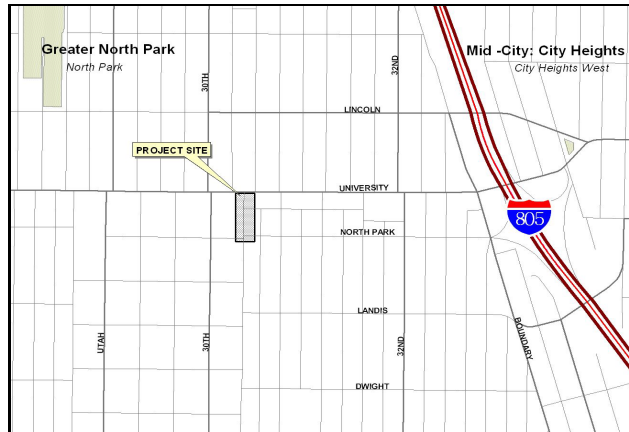 Greater North Park
North Park
Mid -City: City Heights
City Heights West
30TH
32ND
LINCOLN
PROJECT SITE
UNIVERSITY
805
NORTH PARK
LANDIS
UTAH
30TH
32ND
BOUNDARY
DWIGHT